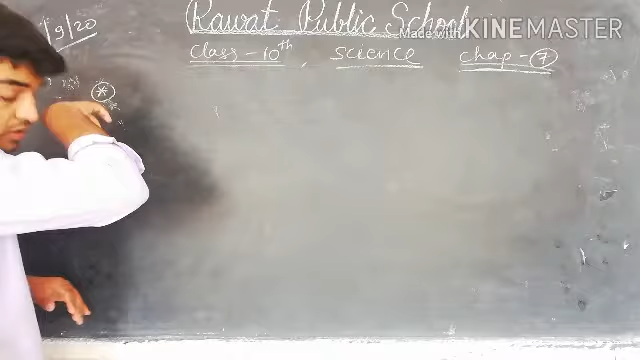 /9/20
Rawat Public School
Made with KINEMASTER
Class - 10th, Science Chap - 7
*